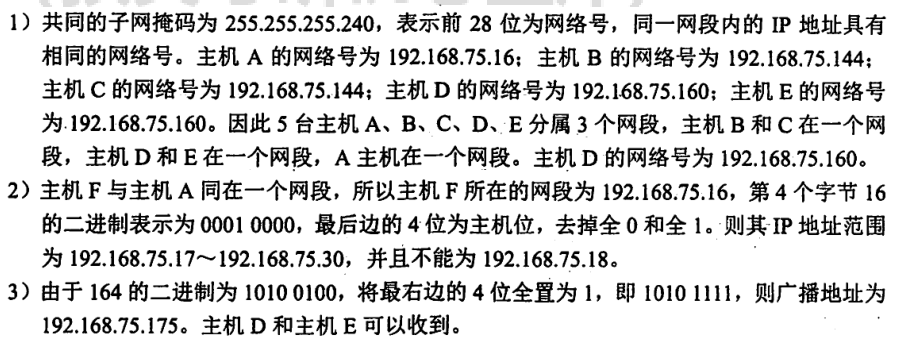 1）共同的子网掩码为 255.255.255.240，表示前 28 位为网络号，同一网段内的 IP 地址具有
相同的网络号。主机 A 的网络号为 192.168.75.16；主机 B 的网络号为 192.168.75.144；
主机 C 的网络号为 192.168.75.144；主机 D 的网络号为 192.168.75.160；主机 E 的网络号
为 192.168.75.160。因此 5 台主机 A、B、C、D、E 分属 3 个网段，主机 B 和 C 在一个网
段，主机 D 和 E 在一个网段，A 主机在一个网段。主机 D 的网络号为 192.168.75.160。
2）主机 F 与主机 A 同在一个网段，所以主机 F 所在的网段为 192.168.75.16，第 4 个字节 16
的二进制表示为 0001 0000，最后边的 4 位为主机位，去掉全 0 和全 1。则其 IP 地址范围
为 192.168.75.17～192.168.75.30，并且不能为 192.168.75.18。
3）由于 164 的二进制为 1010 0100，将最右边的 4 位全置为 1，即 1010 1111，则广播地址为
192.168.75.175。主机 D 和主机 E 可以收到。